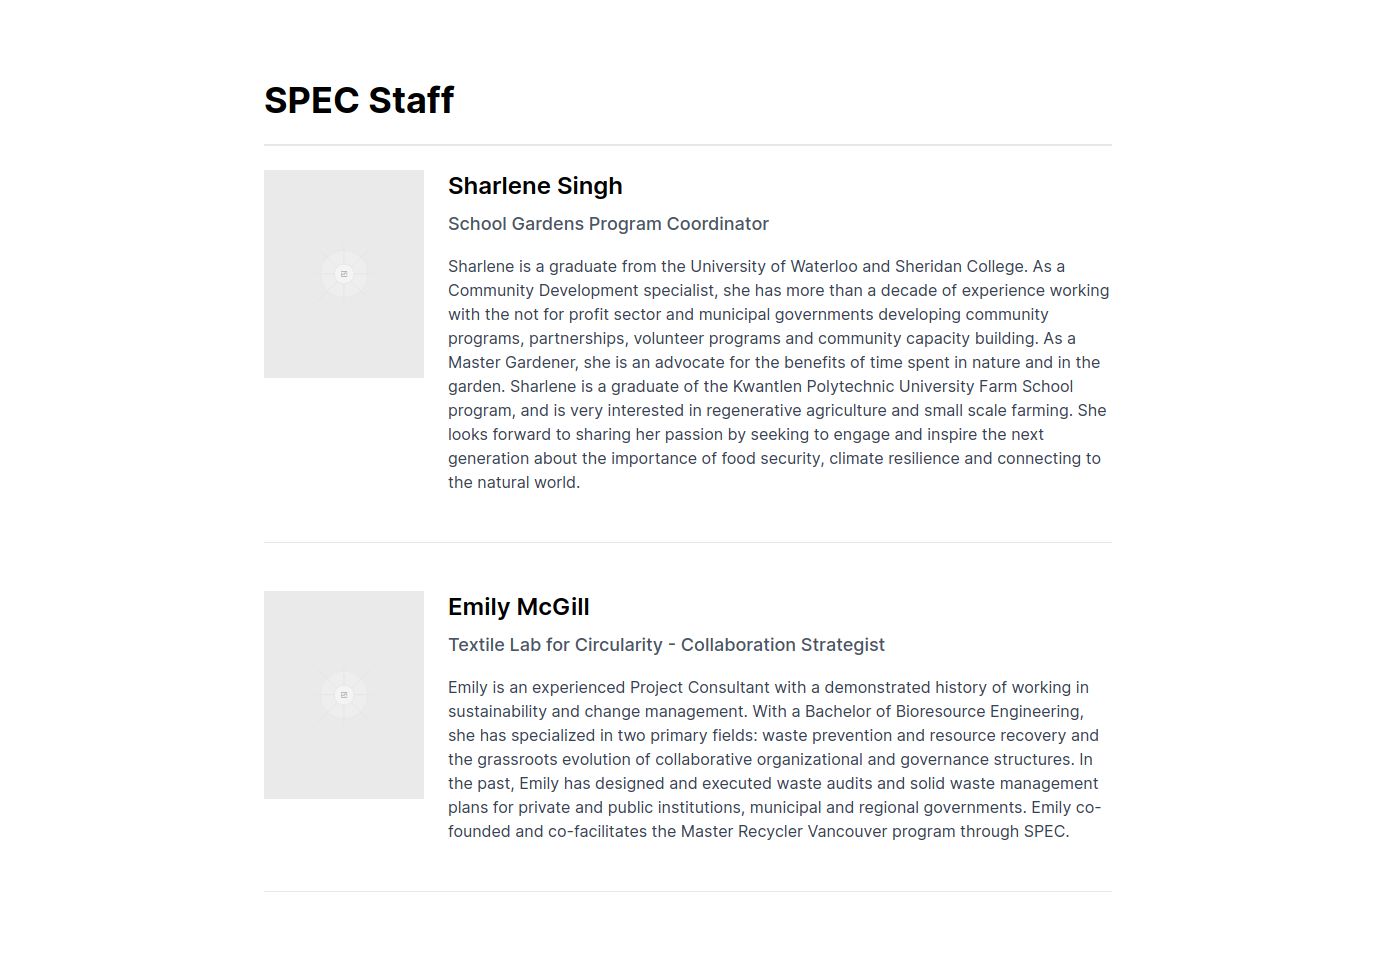 SPEC Staff
Sharlene Singh
School Gardens Program Coordinator
Sharlene is a graduate from the University of Waterloo and Sheridan College. As a
Community Development specialist, she has more than a decade of experience working
with the not for profit sector and municipal governments developing community
programs, partnerships, volunteer programs and community capacity building. As a
Master Gardener, she is an advocate for the benefits of time spent in nature and in the
garden. Sharlene is a graduate of the Kwantlen Polytechnic University Farm School
program, and is very interested in regenerative agriculture and small scale farming. She
looks forward to sharing her passion by seeking to engage and inspire the next
generation about the importance of food security, climate resilience and connecting to
the natural world.
Emily McGill
Textile Lab for Circularity - Collaboration Strategist
Emily is an experienced Project Consultant with a demonstrated history of working in
sustainability and change management. With a Bachelor of Bioresource Engineering,
she has specialized in two primary fields: waste prevention and resource recovery and
the grassroots evolution of collaborative organizational and governance structures. In
the past, Emily has designed and executed waste audits and solid waste management
plans for private and public institutions, municipal and regional governments. Emily co-
founded and co-facilitates the Master Recycler Vancouver program through SPEC.